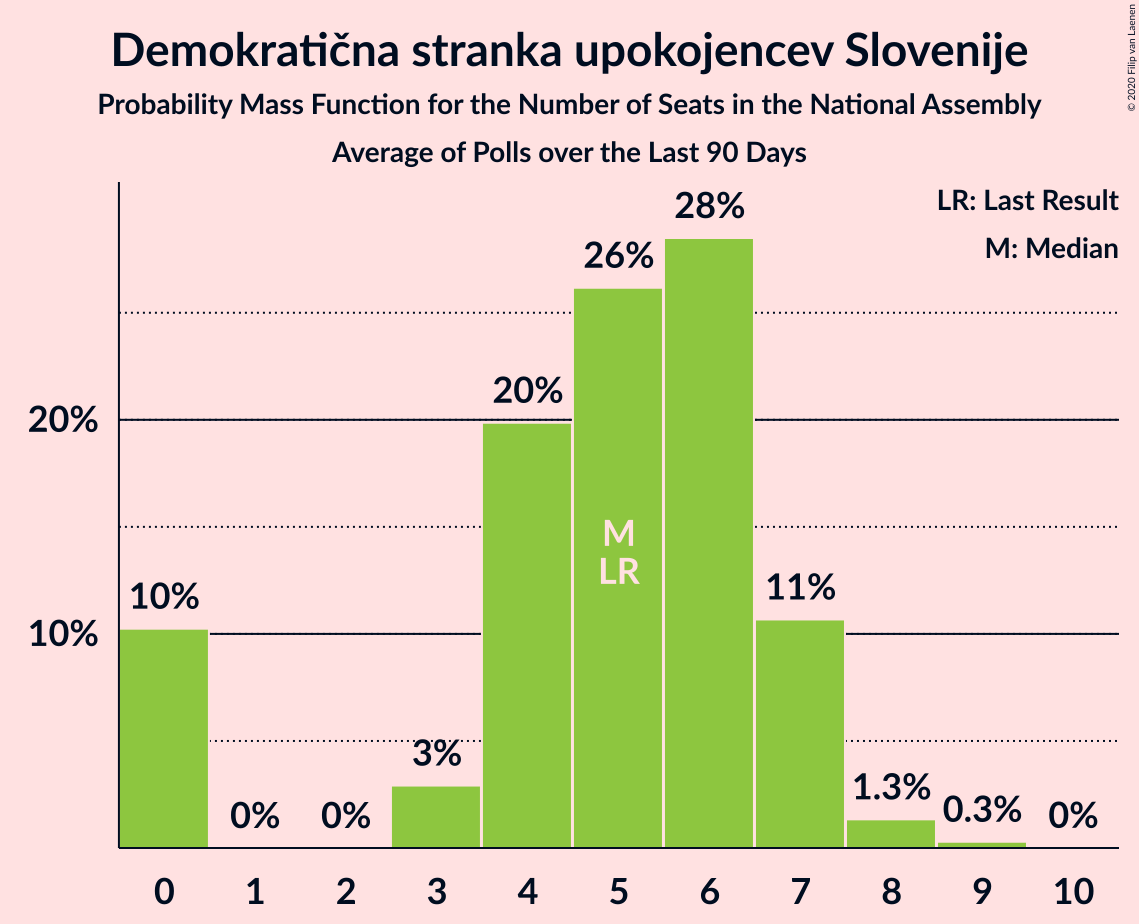 Demokratična stranka upokojencev Slovenije
Probability Mass Function for the Number of Seats in the National Assembly
Average of Polls over the Last 90 Days
© 2020 Filip van Laenen
LR: Last Result
M: Median
28%
26%
20%
20%
M
LR
10%
11%
10%
3%
0%
0%
1.3%
0.3%
0%
0 1 2 3 4 5 6 7 8 9 10